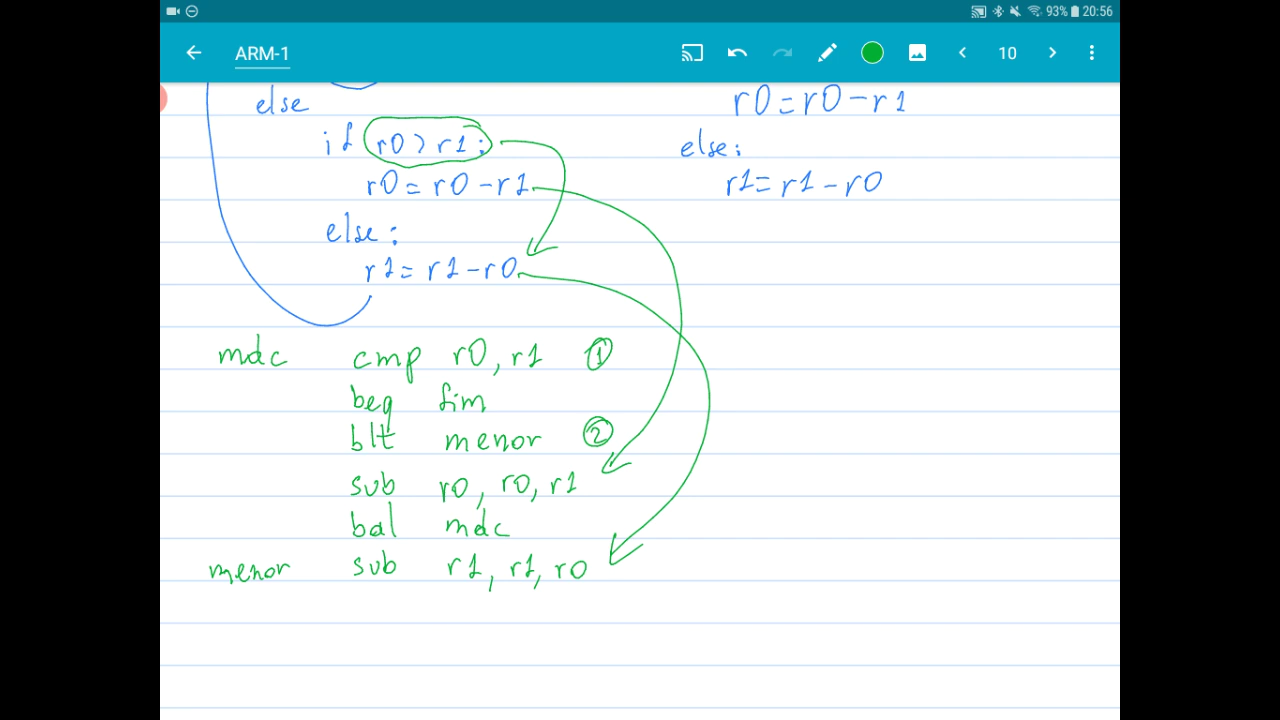 93% 20:56
ARM-1
10
else
if r0 > r1:
r0 = r0 - r1
else:
r1 = r1 - r0
r0 = r0 - r1
else:
r1 = r1 - r0
mdc cmp r0, r1 1
beq fim
blt menor 2
sub r0, r0, r1
bal mdc
menor sub r1, r1, r0